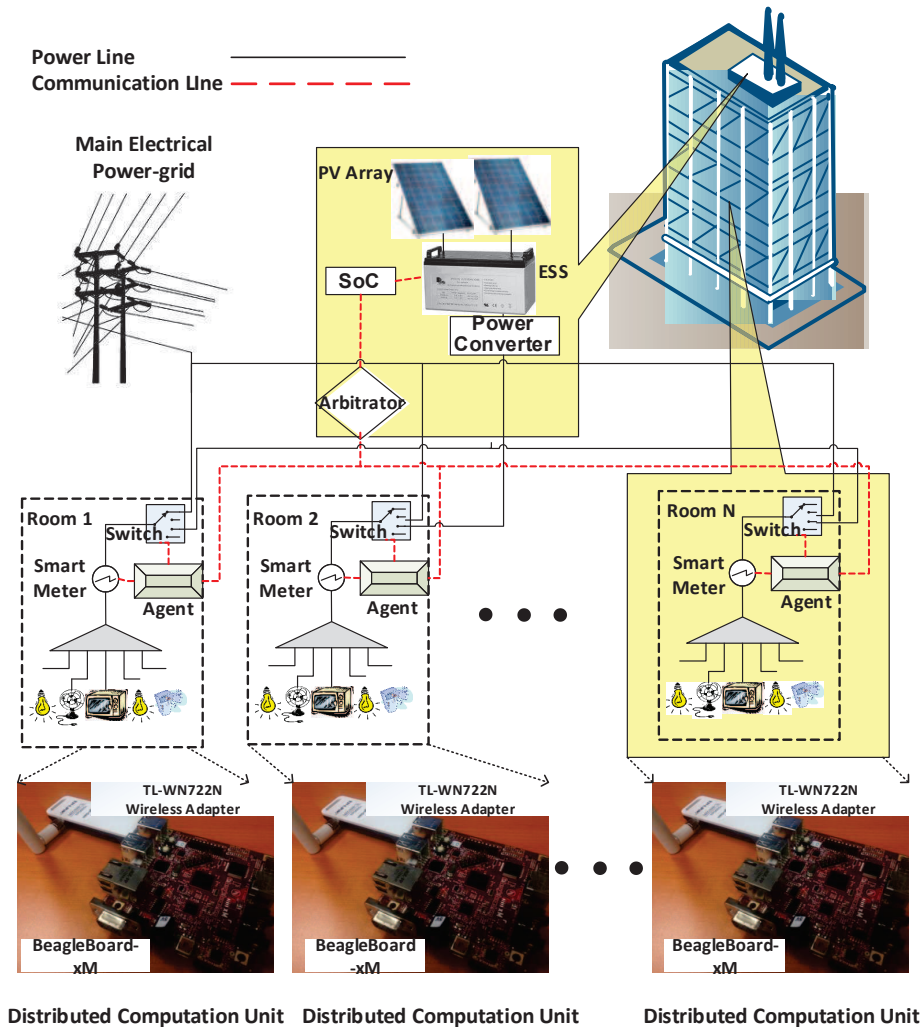 Power Line
Communication LIne
Main Electrical
Power-grid
PV Array
ESS
SoC
Power
Converter
Arbitrator
Room 1
Switch
Smart
Meter
Agent
Room 2
Switch
Smart
Meter
Agent
Room N
Switch
Smart
Meter
Agent
TL-WN722N
Wireless Adapter
BeagleBoard-
xM
TL-WN722N
Wireless Adapter
BeagleBoard
-xM
TL-WN722N
Wireless Adapter
BeagleBoard-
xM
Distributed Computation Unit
Distributed Computation Unit
Distributed Computation Unit